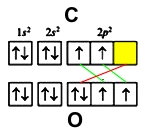 C
1s² 2s² 2p²
↑↓ ↑↓ ↑ ↑
↑↓ ↑↓ ↑↓ ↑ ↑
O